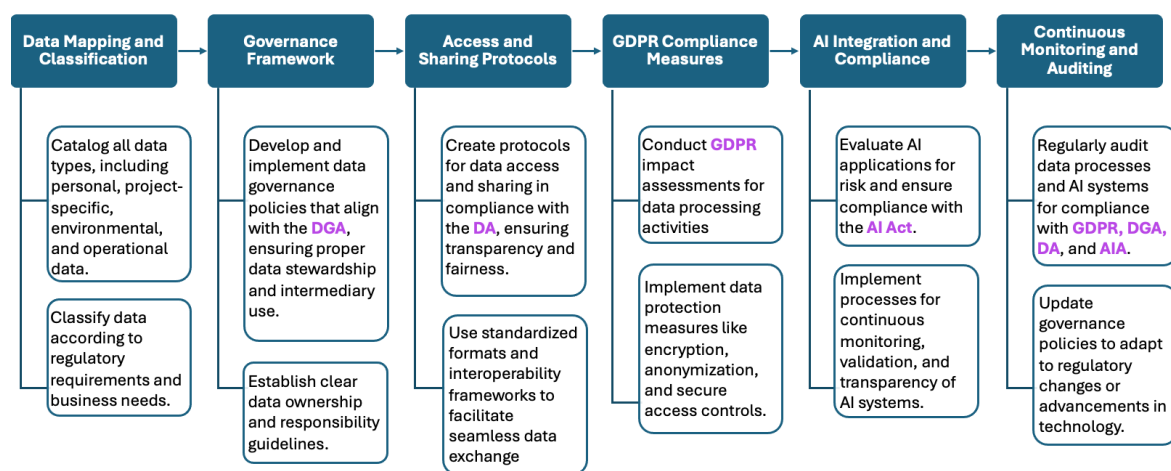 Data Mapping and
Classification
Governance
Framework
Access and
Sharing Protocols
GDPR Compliance
Measures
AI Integration and
Compliance
Continuous
Monitoring and
Auditing
Catalog all data
types, including
personal, project-
specific,
environmental,
and operational
data.
Classify data
according to
regulatory
requirements and
business needs.
Develop and
implement data
governance
policies that align
with the DGA,
ensuring proper
data stewardship
and intermediary
use.
Establish clear
data ownership
and responsibility
guidelines.
Create protocols
for data access
and sharing in
compliance with
the DA, ensuring
transparency and
fairness.
Use standardized
formats and
interoperability
frameworks to
facilitate
seamless data
exchange
Conduct GDPR
impact
assessments for
data processing
activities
Implement data
protection
measures like
encryption,
anonymization,
and secure
access controls.
Evaluate AI
applications for
risk and ensure
compliance with
the AI Act.
Implement
processes for
continuous
monitoring,
validation, and
transparency of
AI systems.
Regularly audit
data processes
and AI systems
for compliance
with GDPR, DGA,
DA, and AIA.
Update
governance
policies to adapt
to regulatory
changes or
advancements in
technology.